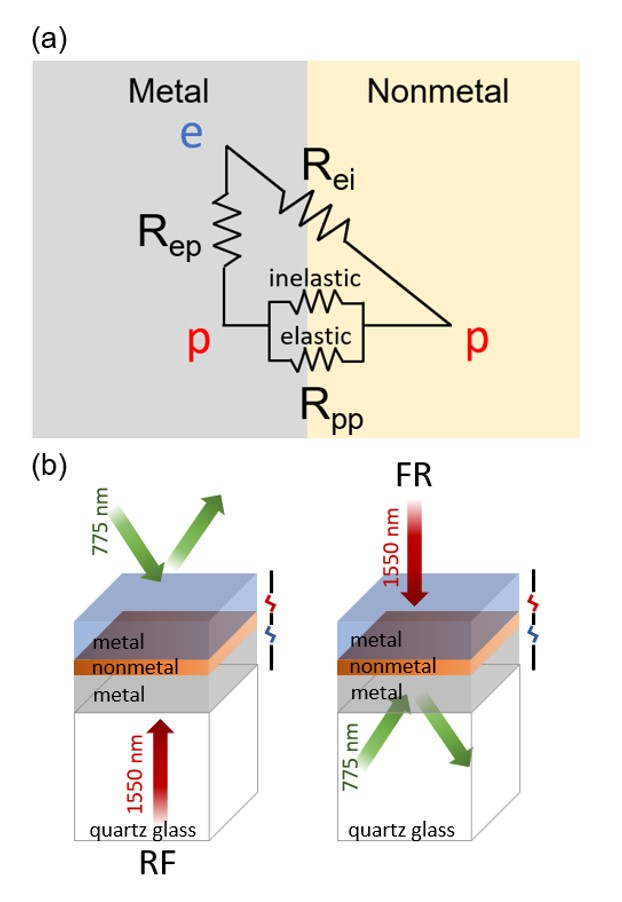 (a)
Metal
Nonmetal
e
Rei
Rep
inelastic
elastic
p
p
Rpp
(b)
FR
775 nm
1550 nm
metal
nonmetal
metal
metal
nonmetal
metal
1550 nm
775 nm
quartz glass
quartz glass
RF